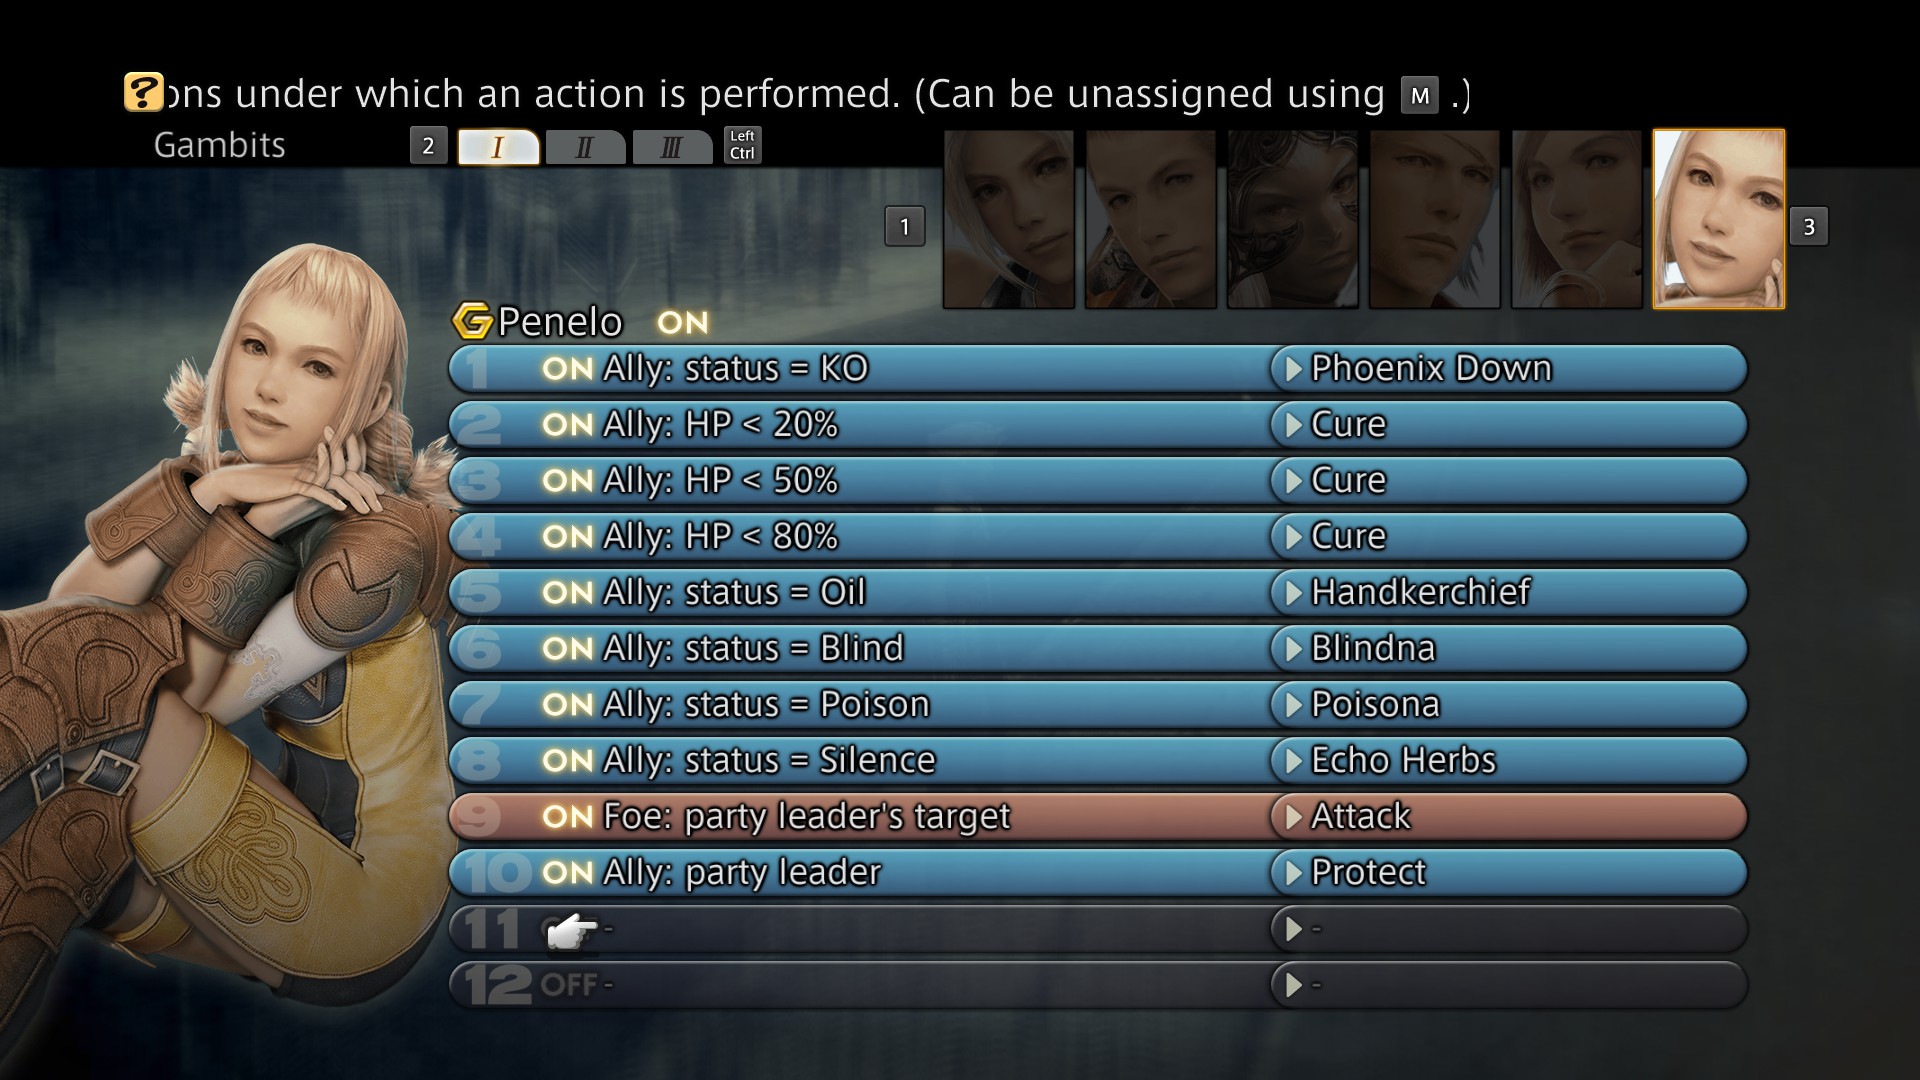 ons under which an action is performed. (Can be unassigned using M .)
Gambits 2 I II III Left Ctrl
1 3
Penelo ON
1 ON Ally: status = KO Phoenix Down
2 ON Ally: HP < 20% Cure
3 ON Ally: HP < 50% Cure
4 ON Ally: HP < 80% Cure
5 ON Ally: status = Oil Handkerchief
6 ON Ally: status = Blind Blindna
7 ON Ally: status = Poison Poisona
8 ON Ally: status = Silence Echo Herbs
9 ON Foe: party leader's target Attack
10 ON Ally: party leader Protect
11 - -
12 OFF - -